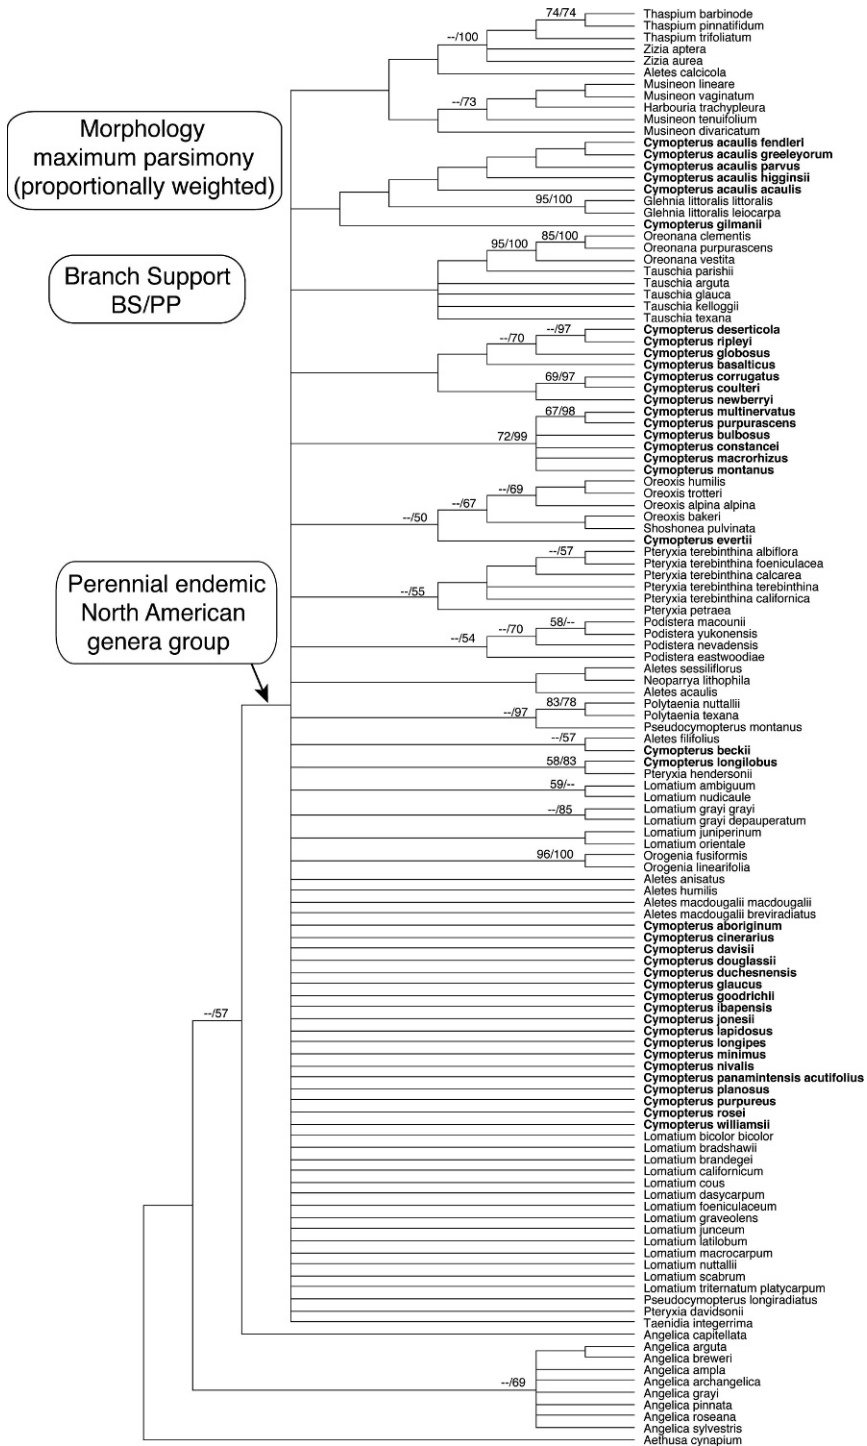 74/74
Thaspium barbinode
Thaspium pinnatifidum
--/100
Thaspium trifoliatum
Zizia aptera
Zizia aurea
Aletes calcicola
Musineon lineare
Musineon vaginatum
--/73
Harbouria trachypleura
Musineon tenuifolium
Musineon divaricatum
Morphology
maximum parsimony
(proportionally weighted)
Cymopterus acaulis fendleri
Cymopterus acaulis greeleyorum
Cymopterus acaulis parvus
Cymopterus acaulis higginsii
Cymopterus acaulis acaulis
95/100
Glehnia littoralis littoralis
Glehnia littoralis leiocarpa
Cymopterus gilmanii
85/100
Oreonana clementis
95/100
Oreonana purpurascens
Oreonana vestita
Tauschia parishii
Tauschia arguta
Tauschia glauca
Tauschia kelloggii
Tauschia texana
Branch Support
BS/PP
--/97
Cymopterus deserticola
--/70
Cymopterus ripleyi
Cymopterus globosus
Cymopterus basalticus
69/97
Cymopterus corrugatus
Cymopterus coulteri
Cymopterus newberryi
67/98
Cymopterus multinervatus
Cymopterus purpurascens
72/99
Cymopterus bulbosus
Cymopterus constancei
Cymopterus macrorhizus
Cymopterus montanus
Oreoxis humilis
--/69
Oreoxis trotteri
--/67
Oreoxis alpina alpina
--/50
Oreoxis bakeri
Shoshonea pulvinata
Cymopterus evertii
--/57
Pteryxia terebinthina albiflora
Pteryxia terebinthina foeniculacea
Pteryxia terebinthina calcarea
--/55
Pteryxia terebinthina terebinthina
Pteryxia terebinthina californica
Pteryxia petraea
Perennial endemic
North American
genera group
58/--
Podistera macounii
--/70
Podistera yukonensis
--/54
Podistera nevadensis
Podistera eastwoodiae
Aletes sessiliflorus
Neoparrya lithophila
Aletes acaulis
83/78
Polytaenia nuttallii
--/97
Polytaenia texana
Pseudocymopterus montanus
--/57
Aletes filifolius
Cymopterus beckii
58/83
Cymopterus longilobus
Pteryxia hendersonii
59/--
Lomatium ambiguum
Lomatium nudicaule
--/85
Lomatium grayi grayi
Lomatium grayi depauperatum
Lomatium juniperinum
Lomatium orientale
96/100
Orogenia fusiformis
Orogenia linearifolia
Aletes anisatus
Aletes humilis
Aletes macdougalii macdougalii
Aletes macdougalii breviradiatus
Cymopterus aboriginum
Cymopterus cinerarius
Cymopterus davisii
Cymopterus douglassii
Cymopterus duchesnensis
Cymopterus glaucus
Cymopterus goodrichii
Cymopterus ibapensis
--/57
Cymopterus jonesii
Cymopterus lapidosus
Cymopterus longipes
Cymopterus minimus
Cymopterus nivalis
Cymopterus panamintensis acutifolius
Cymopterus planosus
Cymopterus purpureus
Cymopterus rosei
Cymopterus williamsii
Lomatium bicolor bicolor
Lomatium bradshawii
Lomatium brandegei
Lomatium californicum
Lomatium cous
Lomatium dasycarpum
Lomatium foeniculaceum
Lomatium graveolens
Lomatium junceum
Lomatium latilobum
Lomatium macrocarpum
Lomatium nuttallii
Lomatium scabrum
Lomatium triternatum platycarpum
Pseudocymopterus longiradiatus
Pteryxia davidsonii
Taenidia integerrima
Angelica capitellata
Angelica arguta
Angelica breweri
Angelica ampla
--/69
Angelica archangelica
Angelica grayi
Angelica pinnata
Angelica roseana
Angelica sylvestris
Aethusa cynapium